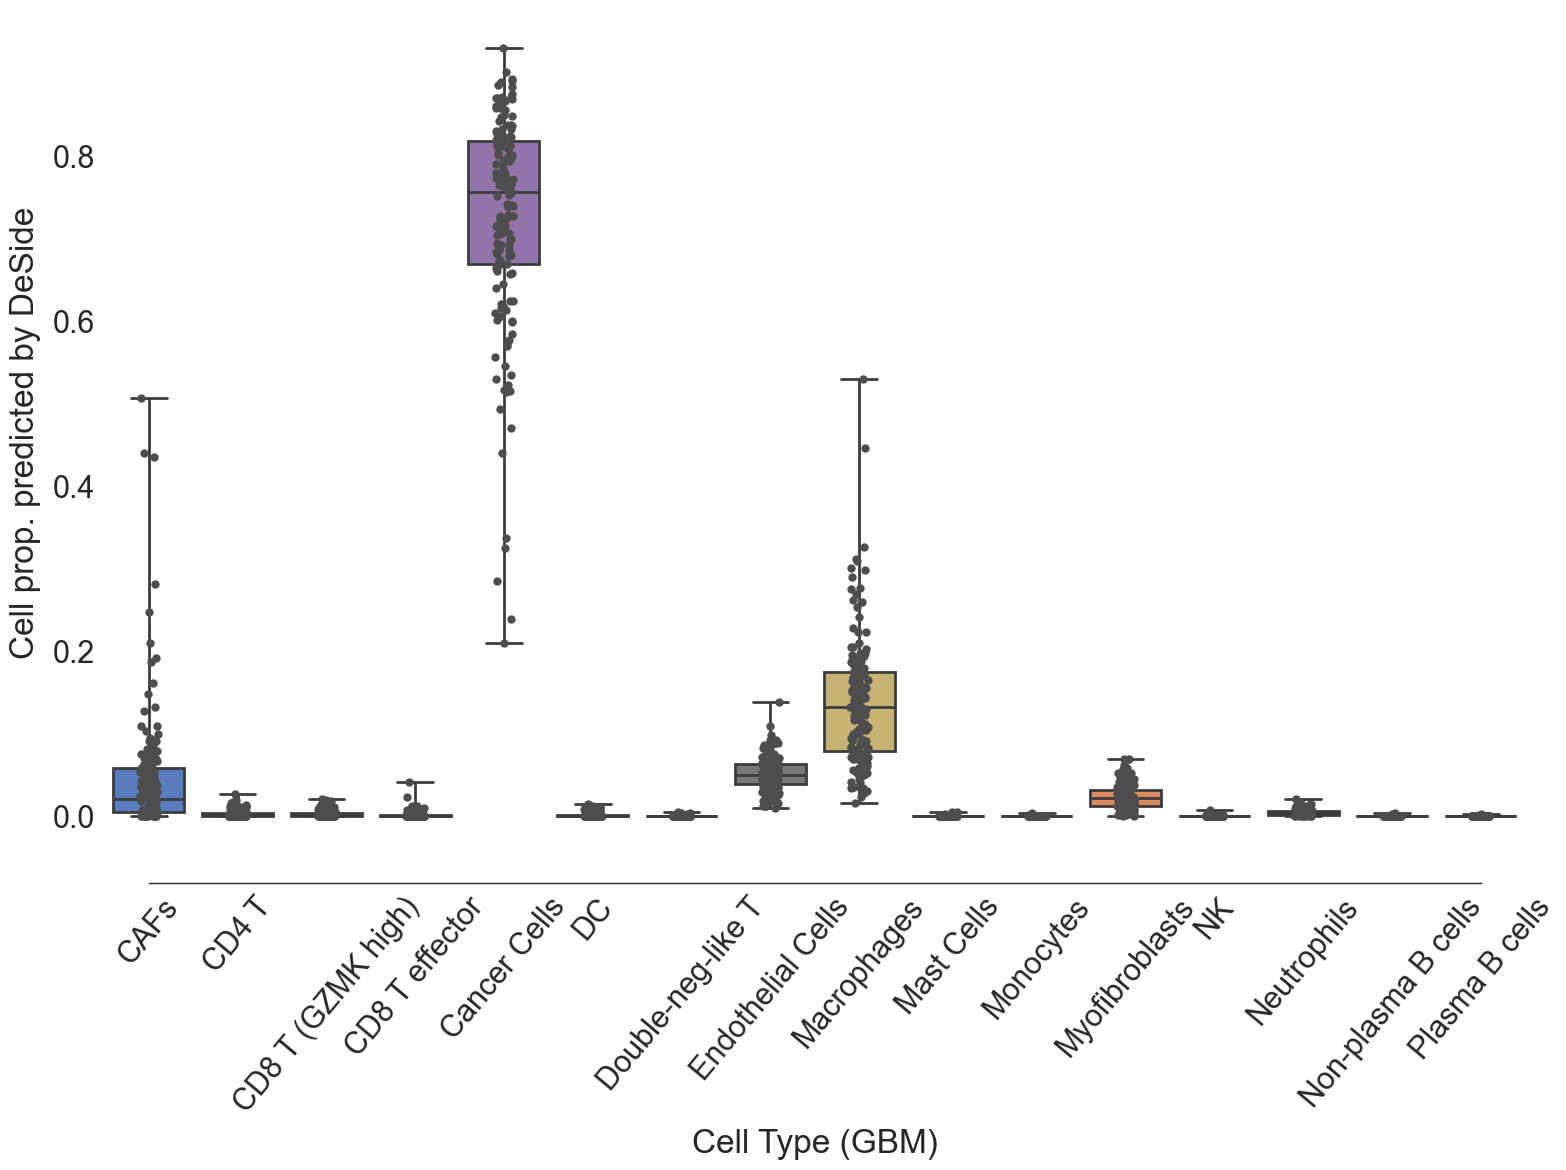 Cell prop. predicted by DeSide
0.8
0.6
0.4
0.2
0.0
CAFs
CD4 T
CD8 T (GZMK high)
CD8 T effector
Cancer Cells
DC
Double-neg-like T
Endothelial Cells
Macrophages
Mast Cells
Monocytes
Myofibroblasts
NK
Neutrophils
Non-plasma B cells
Plasma B cells
Cell Type (GBM)